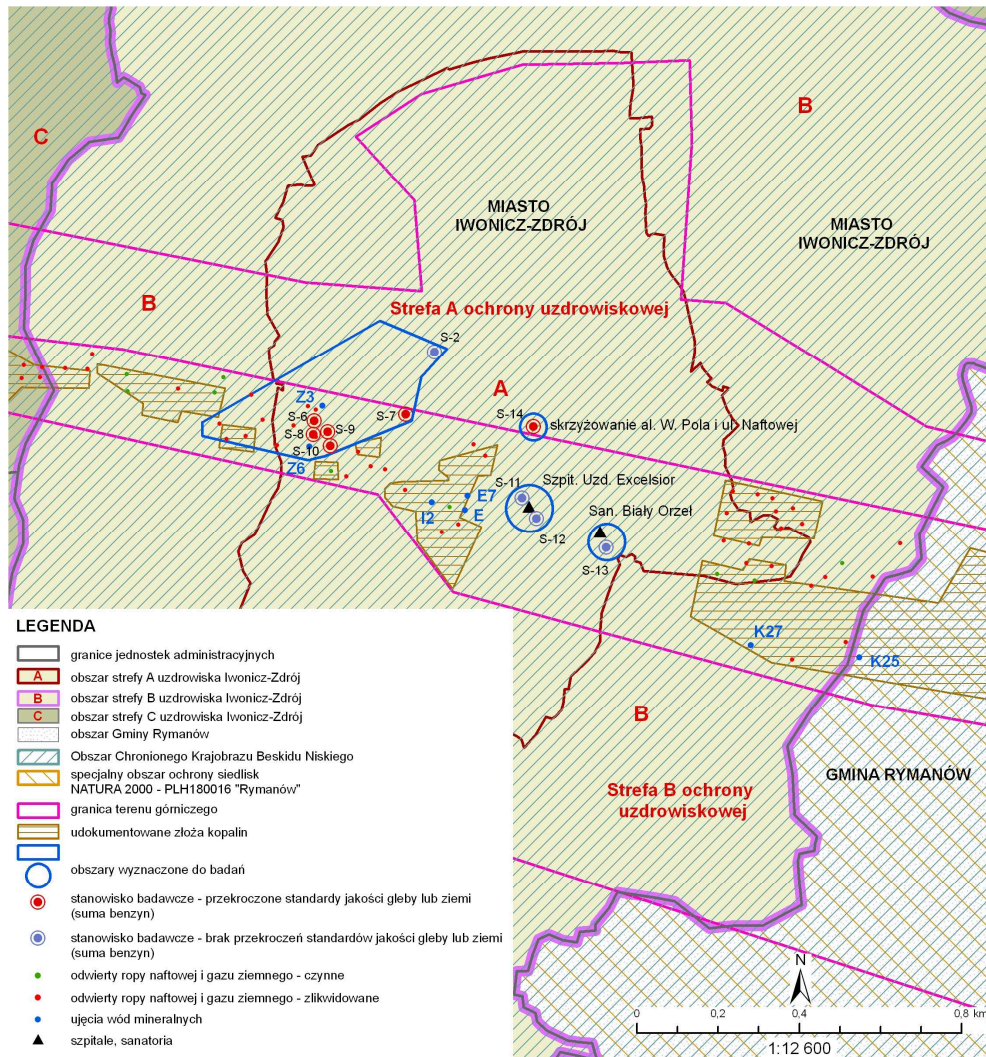 B
C
MIASTO
IWONICZ-ZDRÓJ
MIASTO
IWONICZ-ZDRÓJ
B
Strefa A ochrony uzdrowiskowej
S-2
A
Z3
S-6
S-7
S-14
skrzyżowanie al. W. Pola i ul. Naftowej
S-9
S-8
S-10
Z6
S-11
Szpit. Uzd. Excelsior
E7
I2
E
San. Biały Orzeł
S-12
S-13
K27
K25
B
GMINA RYMANÓW
Strefa B ochrony
uzdrowiskowej
LEGENDA
granice jednostek administracyjnych
A obszar strefy A uzdrowiska Iwonicz-Zdrój
B obszar strefy B uzdrowiska Iwonicz-Zdrój
C obszar strefy C uzdrowiska Iwonicz-Zdrój
obszar Gminy Rymanów
Obszar Chronionego Krajobrazu Beskidu Niskiego
specjalny obszar ochrony siedlisk
NATURA 2000 - PLH180016 "Rymanów"
granica terenu górniczego
udokumentowane złoża kopalin
obszary wyznaczone do badań
stanowisko badawcze - przekroczone standardy jakości gleby lub ziemi
(suma benzyn)
stanowisko badawcze - brak przekroczeń standardów jakości gleby lub ziemi
(suma benzyn)
odwierty ropy naftowej i gazu ziemnego - czynne
odwierty ropy naftowej i gazu ziemnego - zlikwidowane
ujęcia wód mineralnych
szpitale, sanatoria
N
0 0,2 0,4 0,8 km
1:12 600